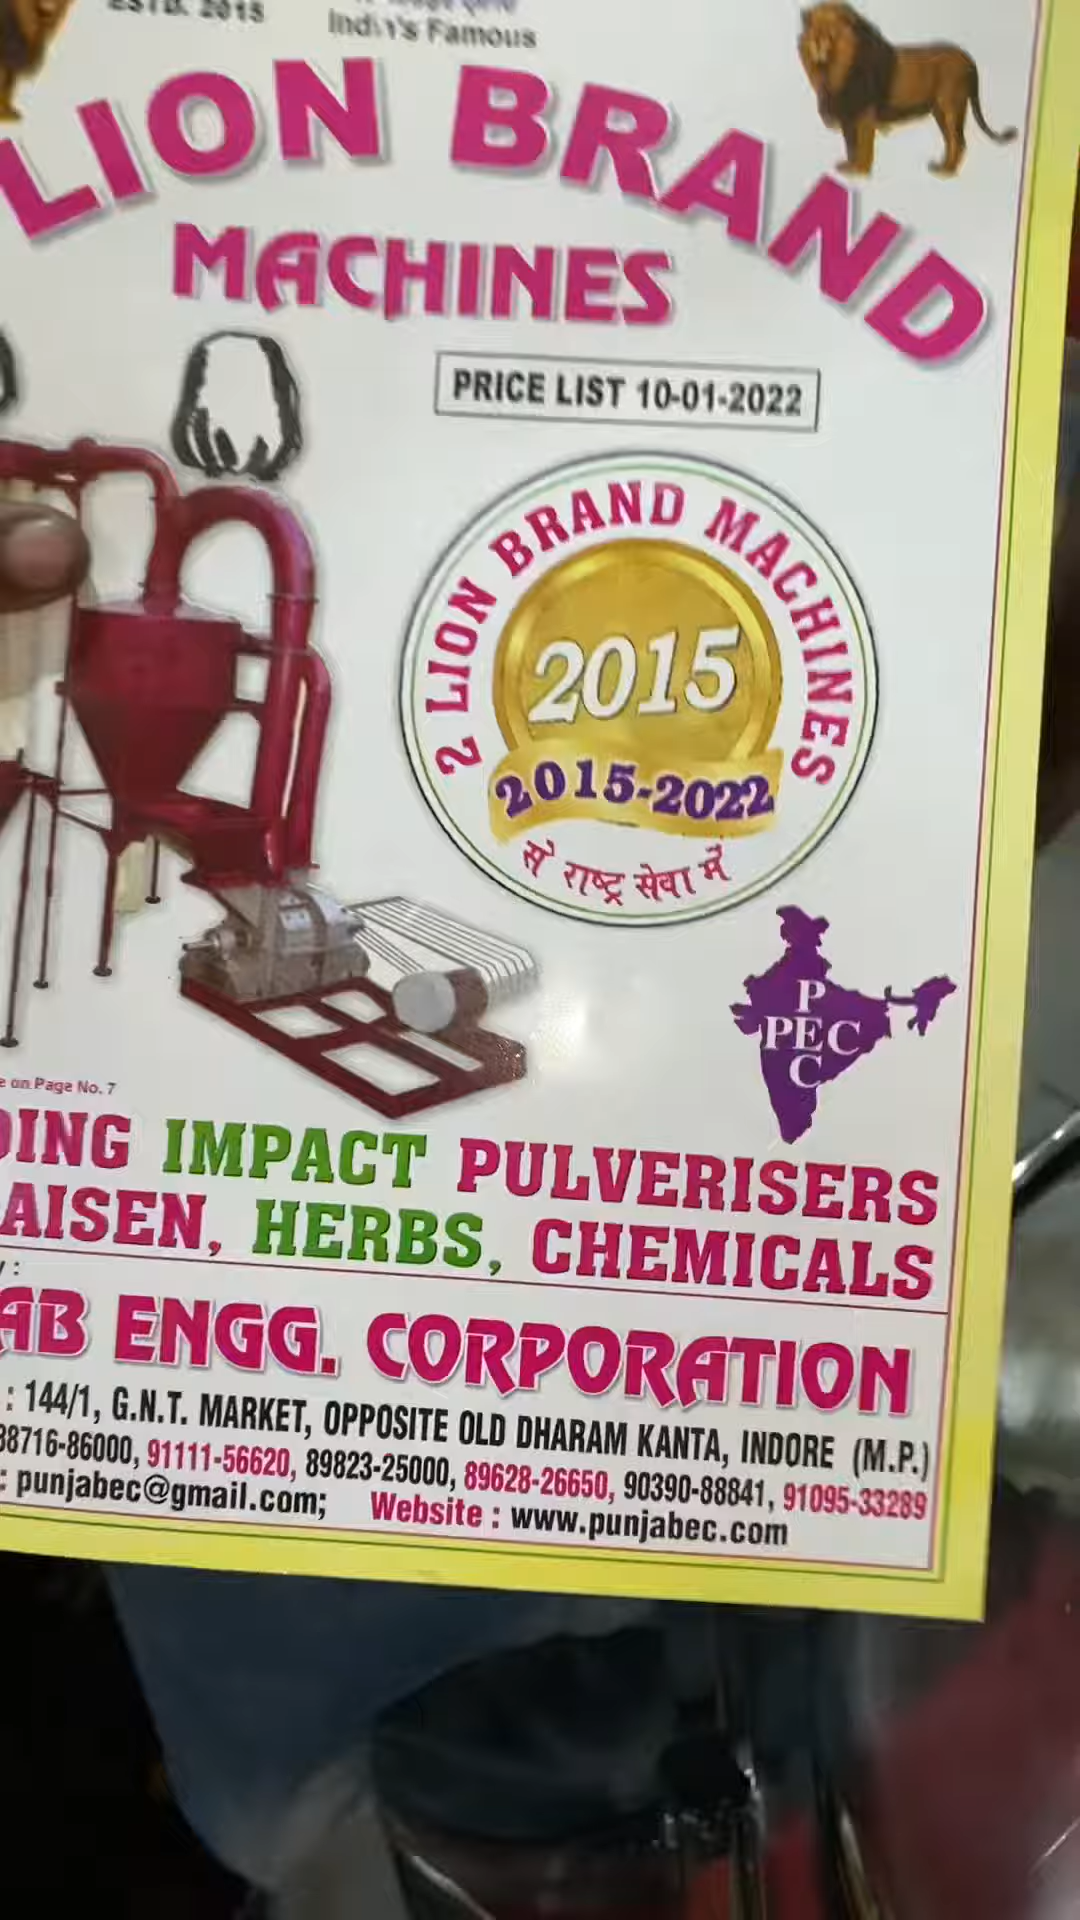 ESTD. 2015
India's Famous
LION BRAND
MACHINES
PRICE LIST 10-01-2022
2 LION BRAND MACHINES
2015
2015-2022
से राष्ट्र सेवा में
P
PEC
C
e on Page No. 7
DING IMPACT PULVERISERS
AISEN, HERBS, CHEMICALS
y :
AB ENGG. CORPORATION
: 144/1, G.N.T. MARKET, OPPOSITE OLD DHARAM KANTA, INDORE (M.P.)
88716-86000, 91111-56620, 89823-25000, 89628-26650, 90390-88841, 91095-33289
: punjabec@gmail.com; Website : www.punjabec.com